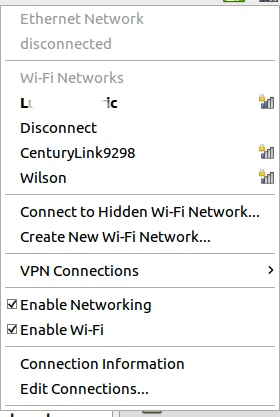 Ethernet Network
disconnected
Wi-Fi Networks
Disconnect
CenturyLink9298
Wilson
Connect to Hidden Wi-Fi Network...
Create New Wi-Fi Network...
VPN Connections
Enable Networking
Enable Wi-Fi
Connection Information
Edit Connections...